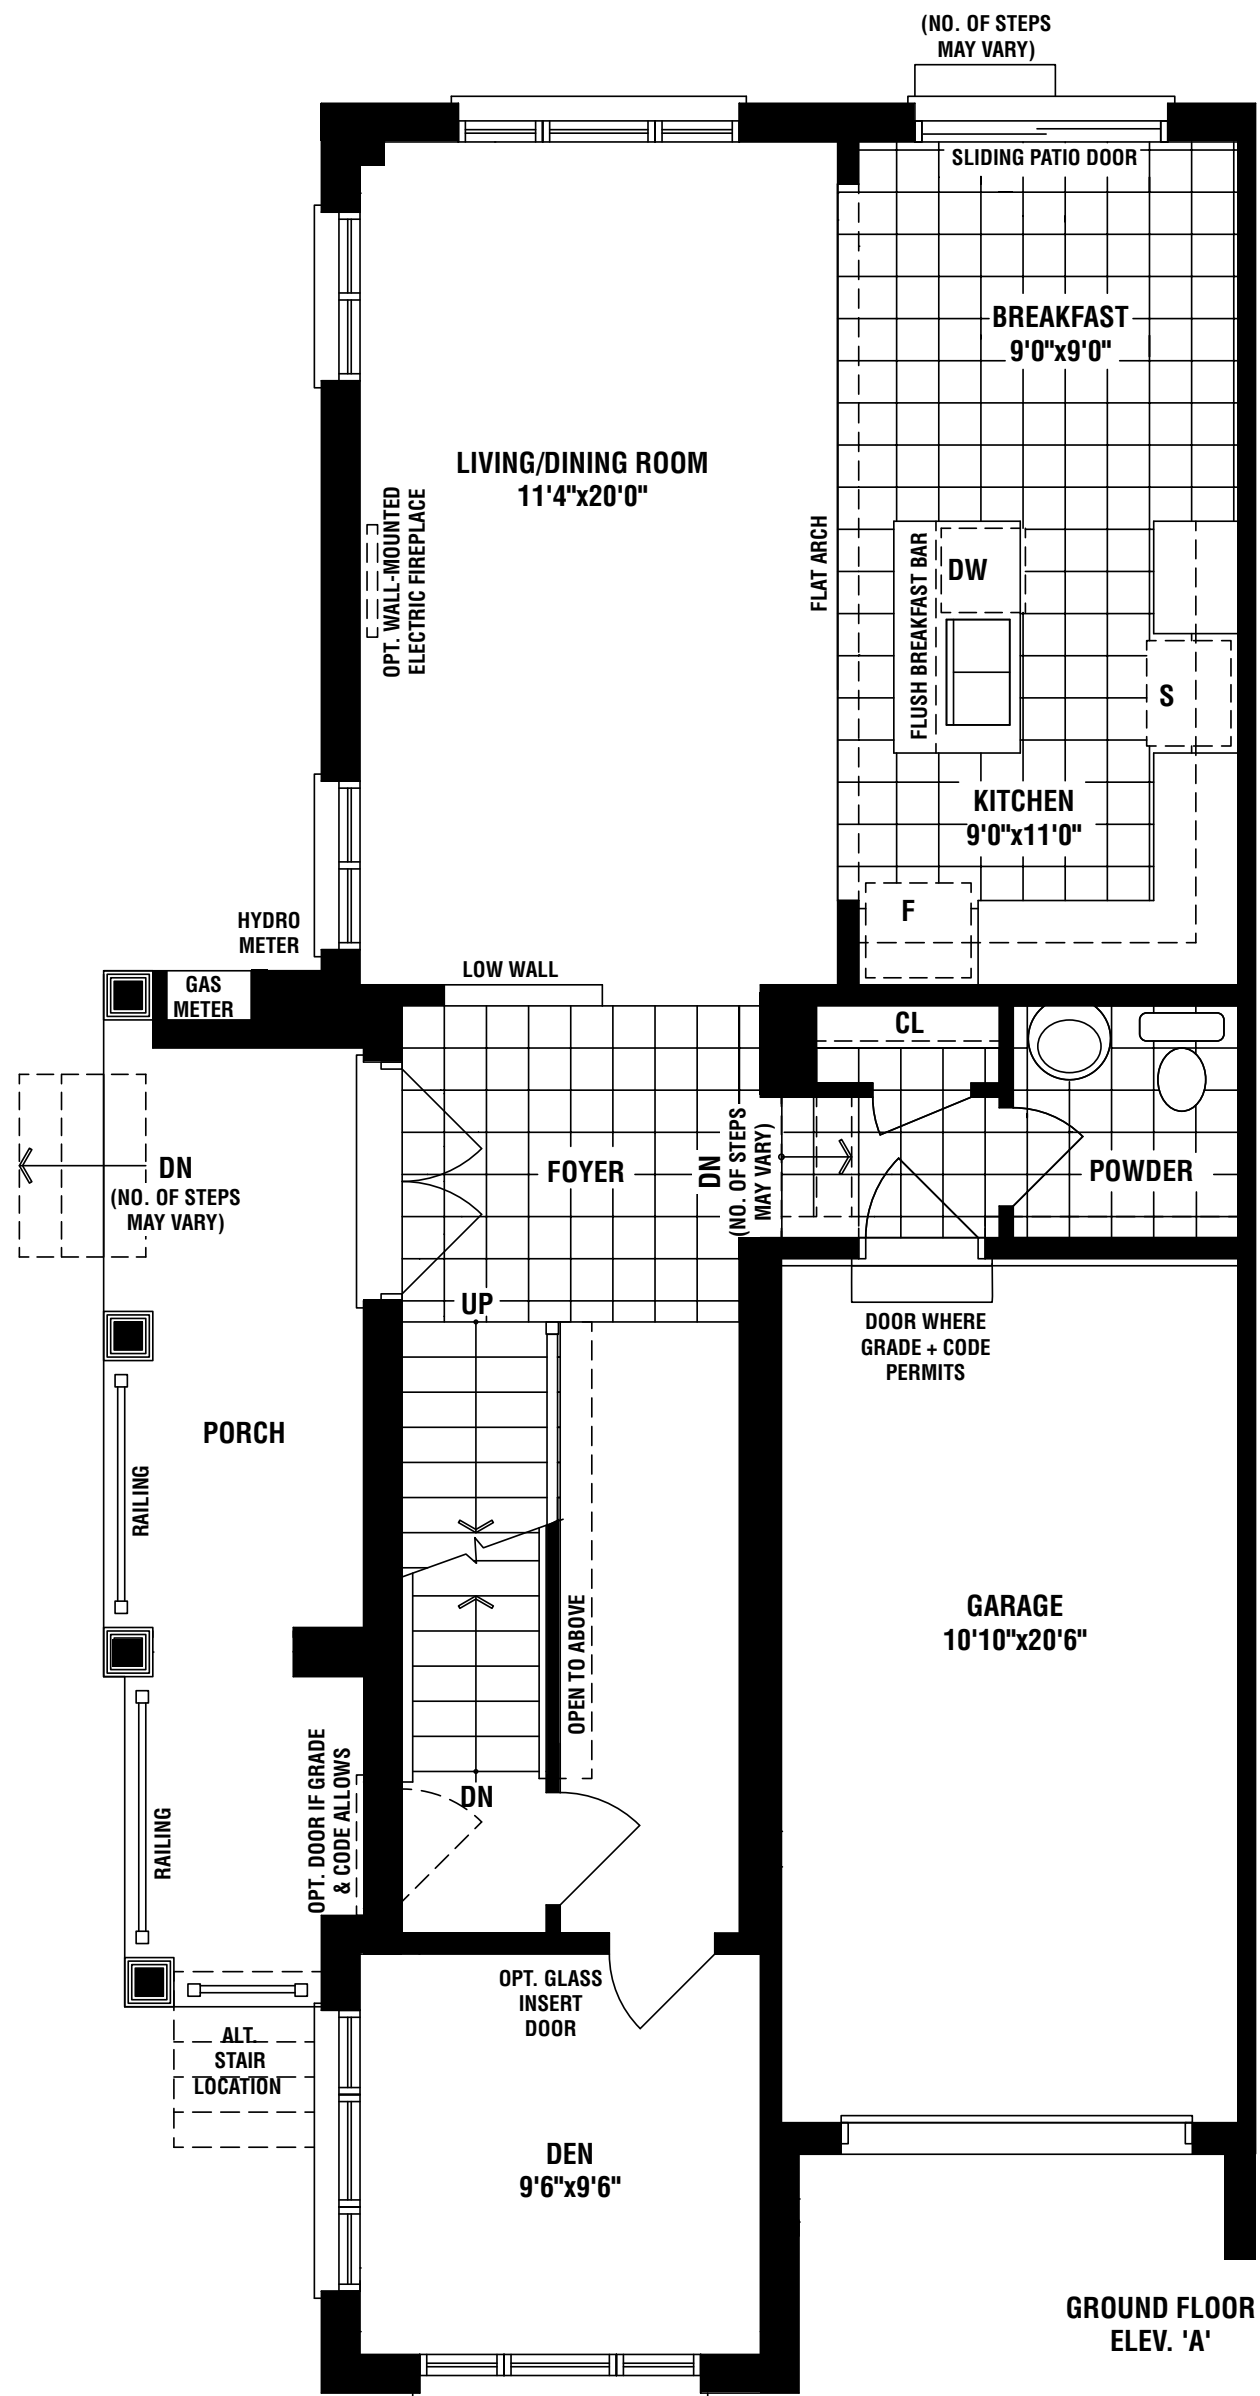 (NO. OF STEPS
MAY VARY)
SLIDING PATIO DOOR
BREAKFAST
9'0"x9'0"
LIVING/DINING ROOM
11'4"x20'0"
OPT. WALL-MOUNTED
ELECTRIC FIREPLACE
FLAT ARCH
FLUSH BREAKFAST BAR
DW
S
KITCHEN
9'0"x11'0"
F
HYDRO
METER
GAS
METER
LOW WALL
CL
DN
(NO. OF STEPS
MAY VARY)
FOYER
DN
(NO. OF STEPS
MAY VARY)
POWDER
UP
DOOR WHERE
GRADE + CODE
PERMITS
PORCH
RAILING
GARAGE
10'10"x20'6"
OPEN TO ABOVE
DN
OPT. DOOR IF GRADE
& CODE ALLOWS
RAILING
OPT. GLASS
INSERT
DOOR
ALT.
STAIR
LOCATION
DEN
9'6"x9'6"
GROUND FLOOR
ELEV. 'A'